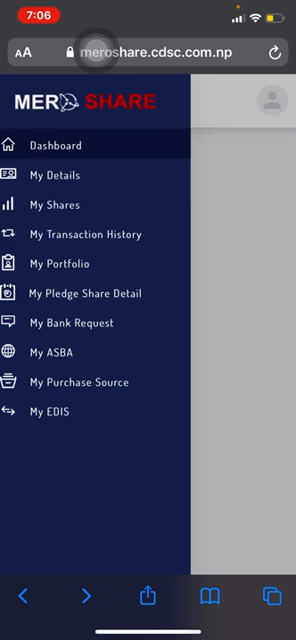 7:06
AA meroshare.cdsc.com.np
MERO SHARE
Dashboard
My Details
My Shares
My Transaction History
My Portfolio
My Pledge Share Detail
My Bank Request
My ASBA
My Purchase Source
My EDIS